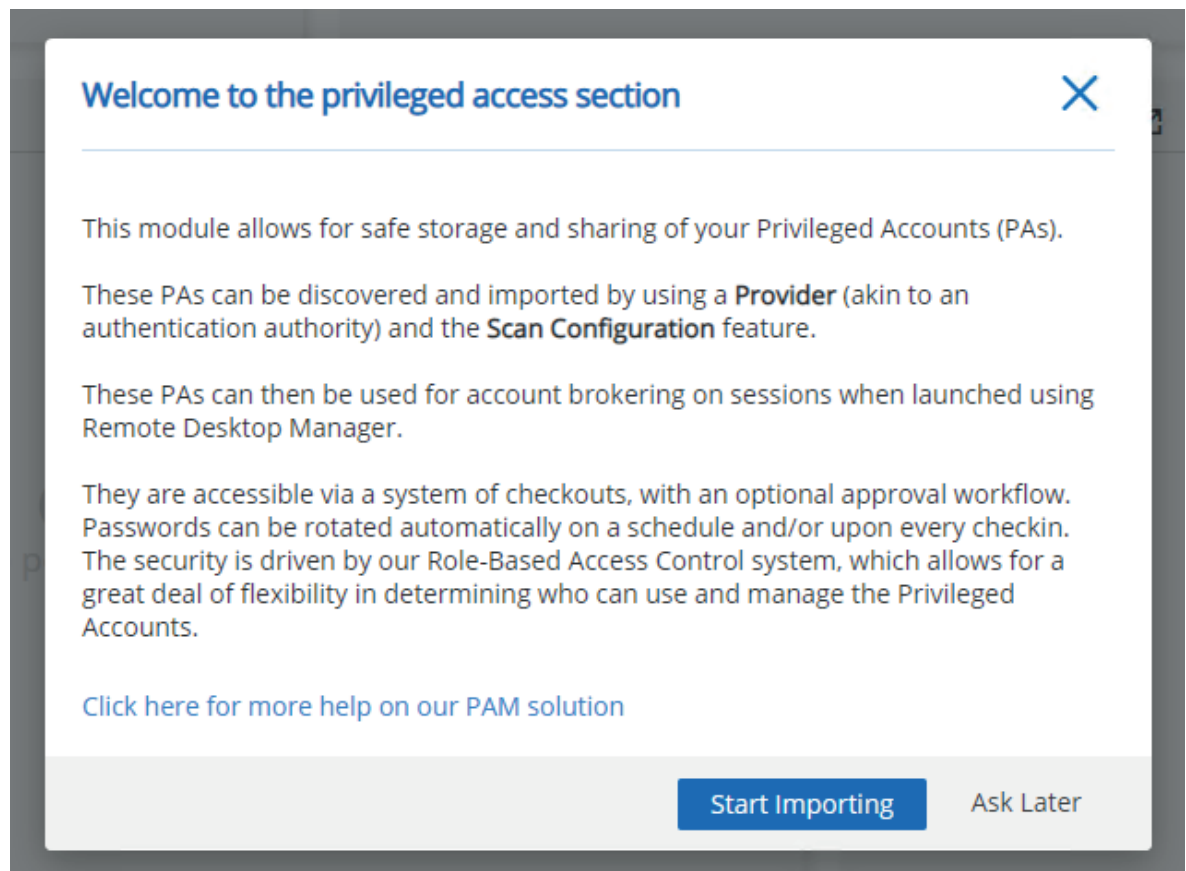 Welcome to the privileged access section
This module allows for safe storage and sharing of your Privileged Accounts (PAs).
These PAs can be discovered and imported by using a Provider (akin to an
authentication authority) and the Scan Configuration feature.
These PAs can then be used for account brokering on sessions when launched using
Remote Desktop Manager.
They are accessible via a system of checkouts, with an optional approval workflow.
Passwords can be rotated automatically on a schedule and/or upon every checkin.
The security is driven by our Role-Based Access Control system, which allows for a
great deal of flexibility in determining who can use and manage the Privileged
Accounts.
Click here for more help on our PAM solution
Start Importing Ask Later